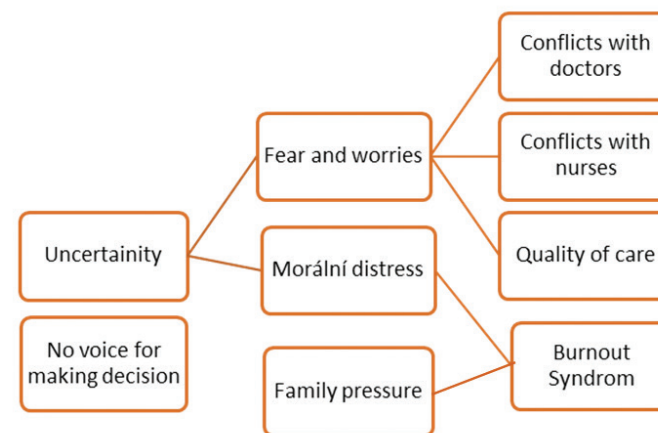 Uncertainity
No voice for
making decision
Fear and worries
Morální distress
Family pressure
Conflicts with
doctors
Conflicts with
nurses
Quality of care
Burnout
Syndrom